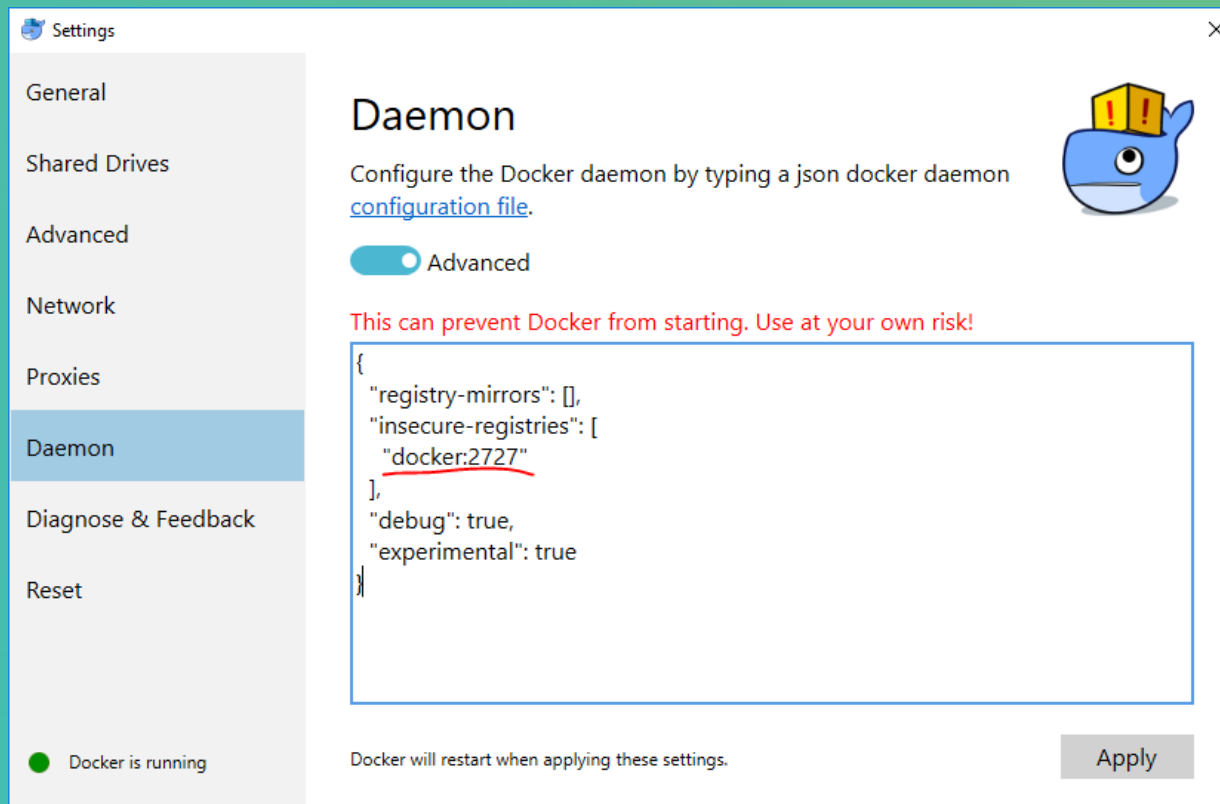 Settings
General
Shared Drives
Advanced
Network
Proxies
Daemon
Diagnose & Feedback
Reset
Docker is running
Daemon
Configure the Docker daemon by typing a json docker daemon
configuration file.
Advanced
This can prevent Docker from starting. Use at your own risk!
{
"registry-mirrors": [],
"insecure-registries": [
"docker:2727"
],
"debug": true,
"experimental": true
}
Docker will restart when applying these settings.
Apply
! !